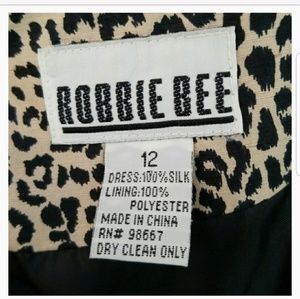 ROBBIE BEE
12
DRESS:100%SILK
LINING:100%
POLYESTER
MADE IN CHINA
RN# 98667
DRY CLEAN ONLY